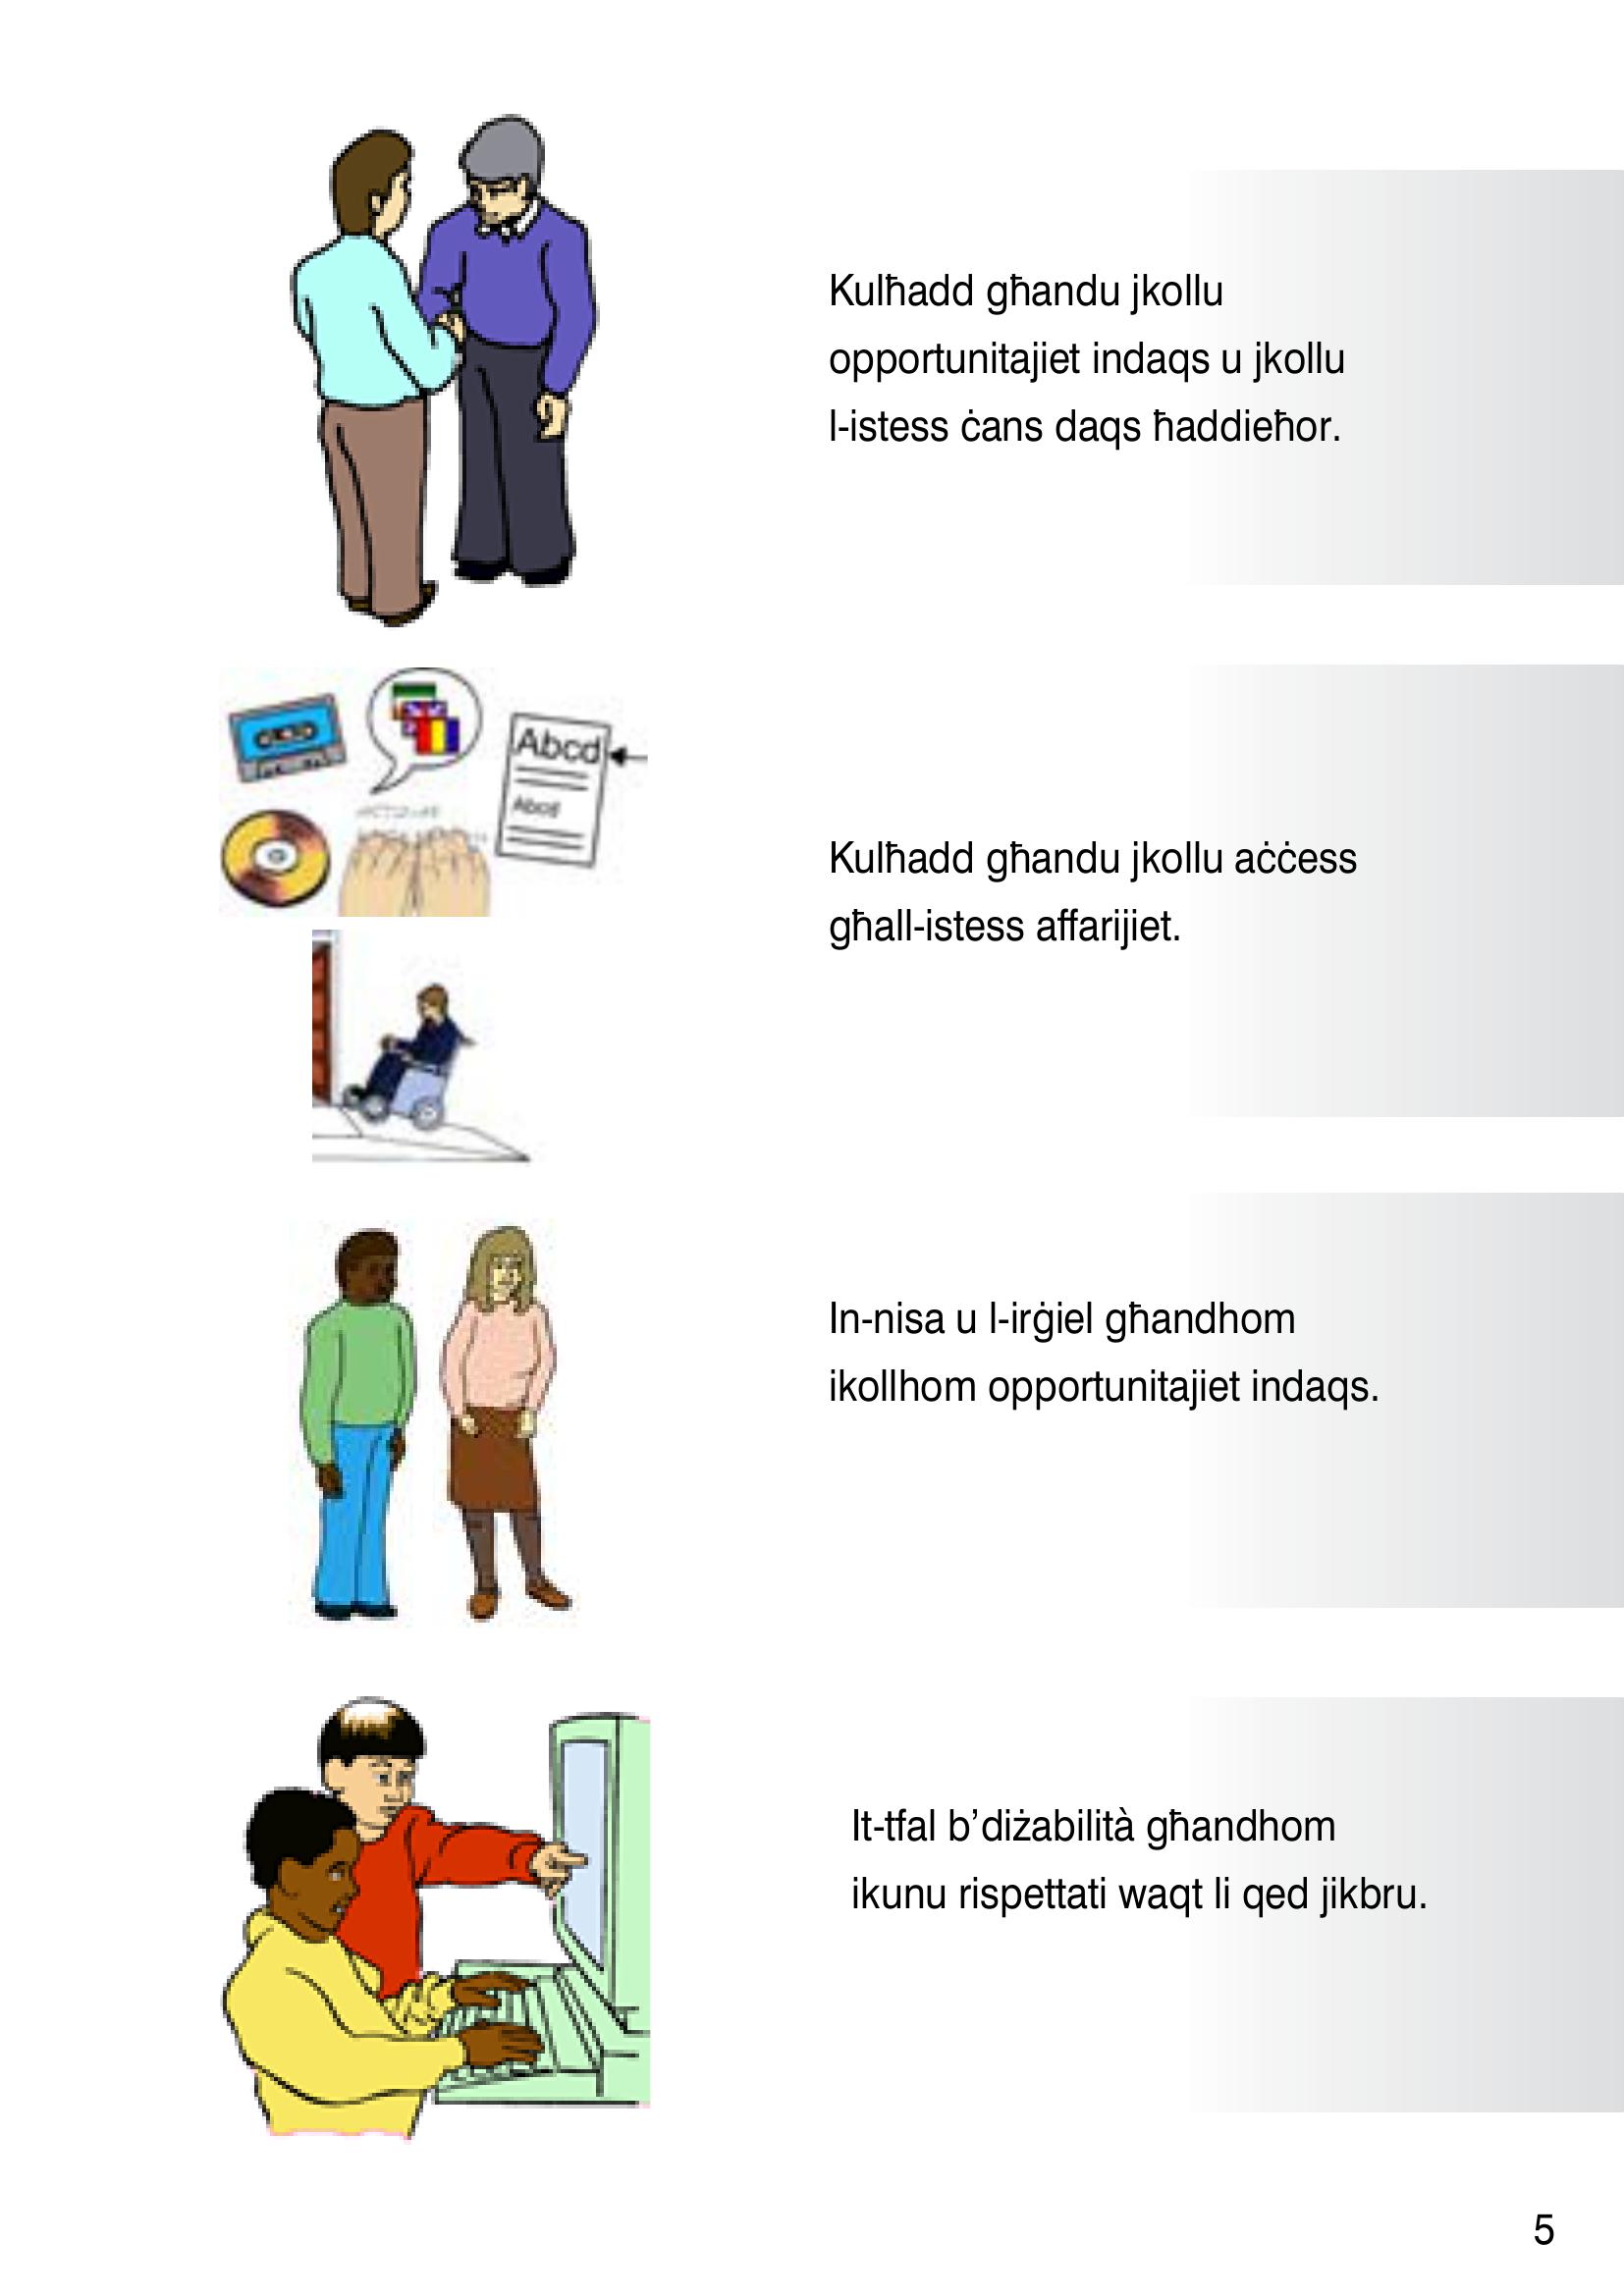 Kulħadd għandu jkollu
opportunitajiet indaqs u jkollu
l-istess ċans daqs ħaddieħor.
Abcd
Abcd
Kulħadd għandu jkollu aċċess
għall-istess affarijiet.
In-nisa u l-irġiel għandhom
ikollhom opportunitajiet indaqs.
It-tfal b’diżabilità għandhom
ikunu rispettati waqt li qed jikbru.
5